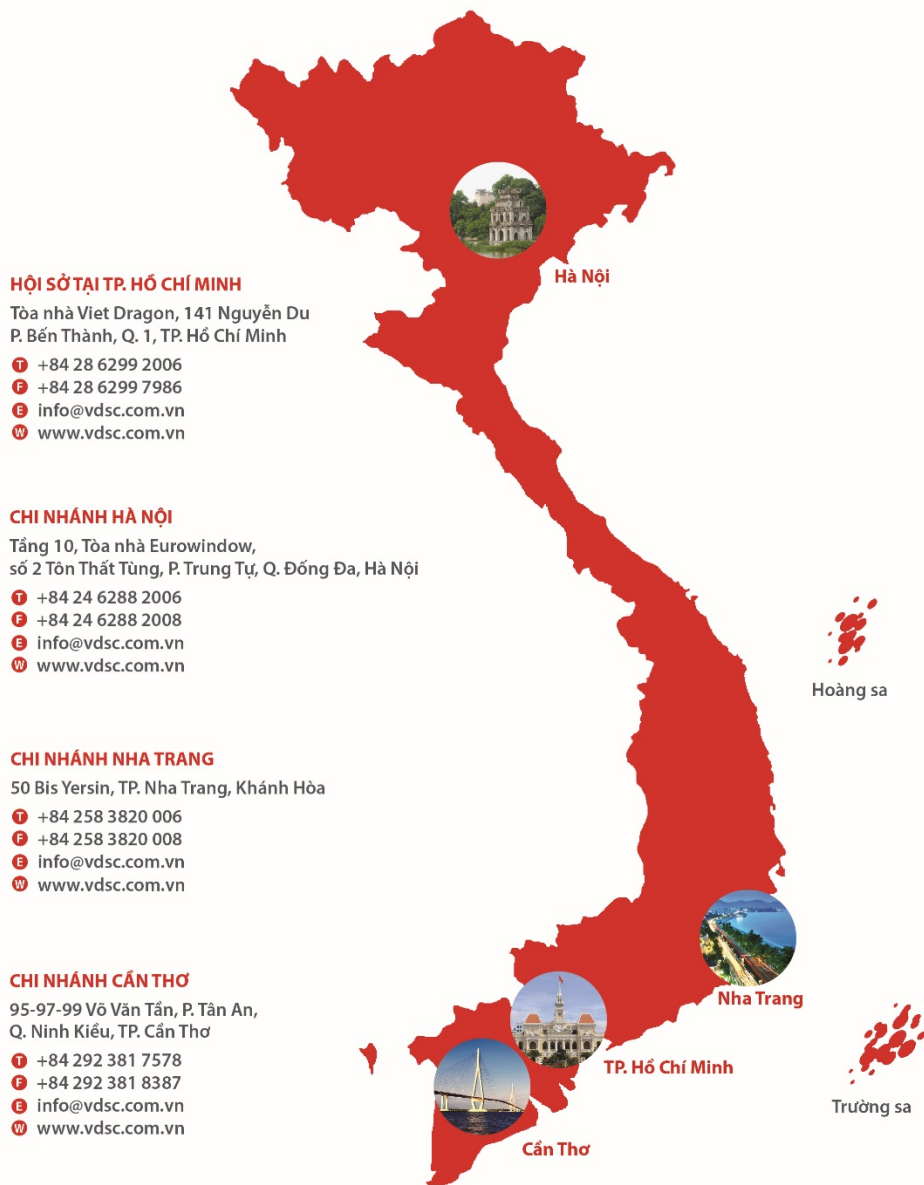 HỘI SỞ TẠI TP. HỒ CHÍ MINH
Tòa nhà Viet Dragon, 141 Nguyễn Du
P. Bến Thành, Q. 1, TP. Hồ Chí Minh
T +84 28 6299 2006
F +84 28 6299 7986
E info@vdsc.com.vn
W www.vdsc.com.vn
CHI NHÁNH HÀ NỘI
Tầng 10, Tòa nhà Eurowindow,
số 2 Tôn Thất Tùng, P. Trung Tự, Q. Đống Đa, Hà Nội
T +84 24 6288 2006
F +84 24 6288 2008
E info@vdsc.com.vn
W www.vdsc.com.vn
CHI NHÁNH NHA TRANG
50 Bis Yersin, TP. Nha Trang, Khánh Hòa
T +84 258 3820 006
F +84 258 3820 008
E info@vdsc.com.vn
W www.vdsc.com.vn
CHI NHÁNH CẦN THƠ
95-97-99 Võ Văn Tần, P. Tân An,
Q. Ninh Kiều, TP. Cần Thơ
T +84 292 381 7578
F +84 292 381 8387
E info@vdsc.com.vn
W www.vdsc.com.vn
Hà Nội
Hoàng sa
Nha Trang
TP. Hồ Chí Minh
Trường sa
Cần Thơ